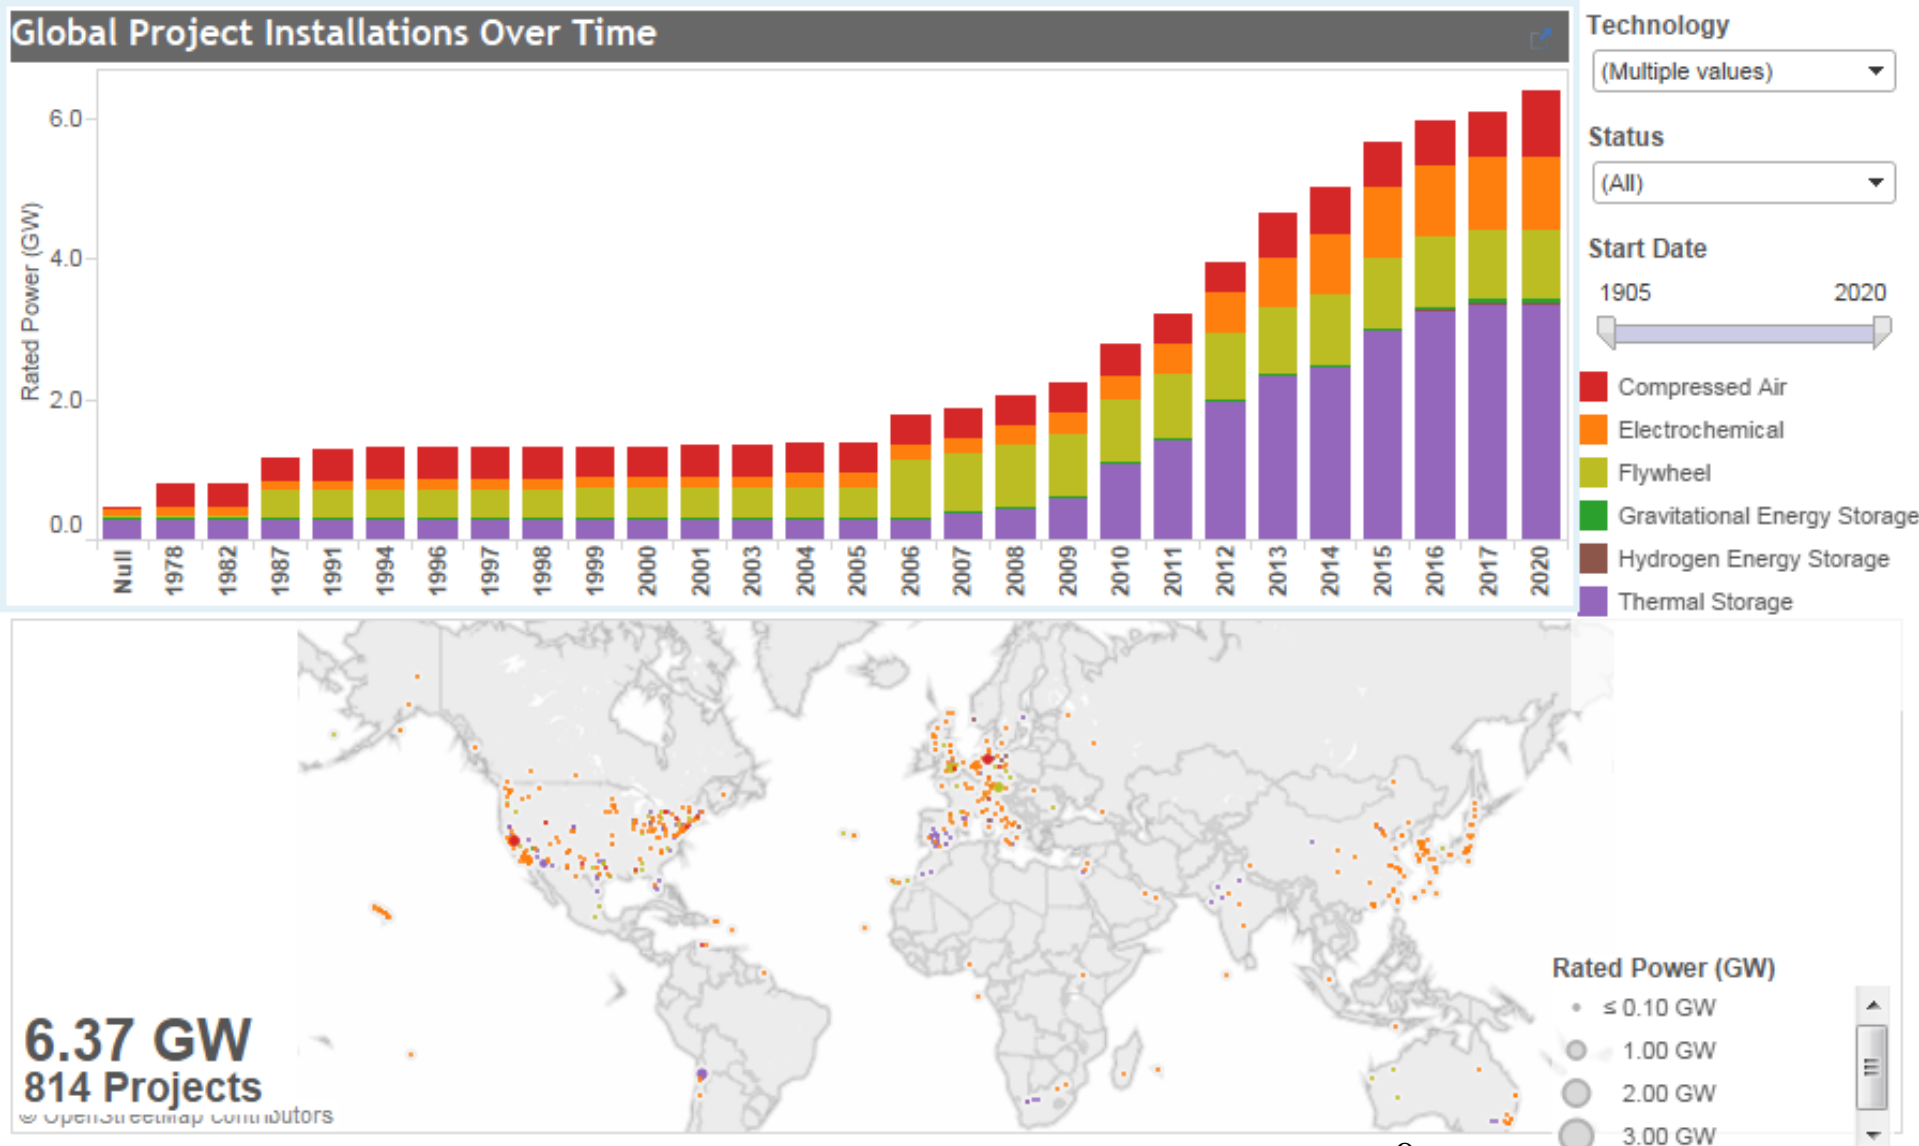 Global Project Installations Over Time
Technology
(Multiple values)
Status
(All)
Start Date
1905 2020
Rated Power (GW)
6.0
4.0
2.0
0.0
Null 1978 1982 1987 1991 1994 1996 1997 1998 1999 2000 2001 2003 2004 2005 2006 2007 2008 2009 2010 2011 2012 2013 2014 2015 2016 2017 2020
Compressed Air
Electrochemical
Flywheel
Gravitational Energy Storage
Hydrogen Energy Storage
Thermal Storage
6.37 GW
814 Projects
© OpenStreetMap contributors
Rated Power (GW)
≤ 0.10 GW
1.00 GW
2.00 GW
3.00 GW